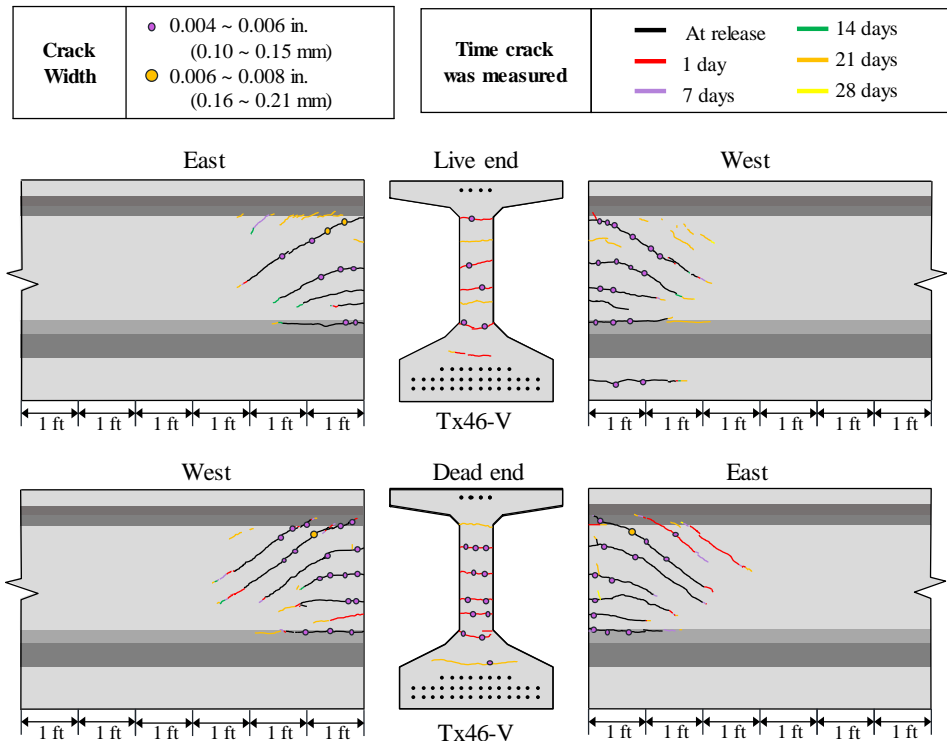 Crack
Width
0.004 ~ 0.006 in.
(0.10 ~ 0.15 mm)
0.006 ~ 0.008 in.
(0.16 ~ 0.21 mm)
Time crack
was measured
At release
1 day
7 days
14 days
21 days
28 days
East
Live end
West
1 ft 1 ft 1 ft 1 ft 1 ft 1 ft
Tx46-V
1 ft 1 ft 1 ft 1 ft 1 ft 1 ft
West
Dead end
East
1 ft 1 ft 1 ft 1 ft 1 ft 1 ft
Tx46-V
1 ft 1 ft 1 ft 1 ft 1 ft 1 ft